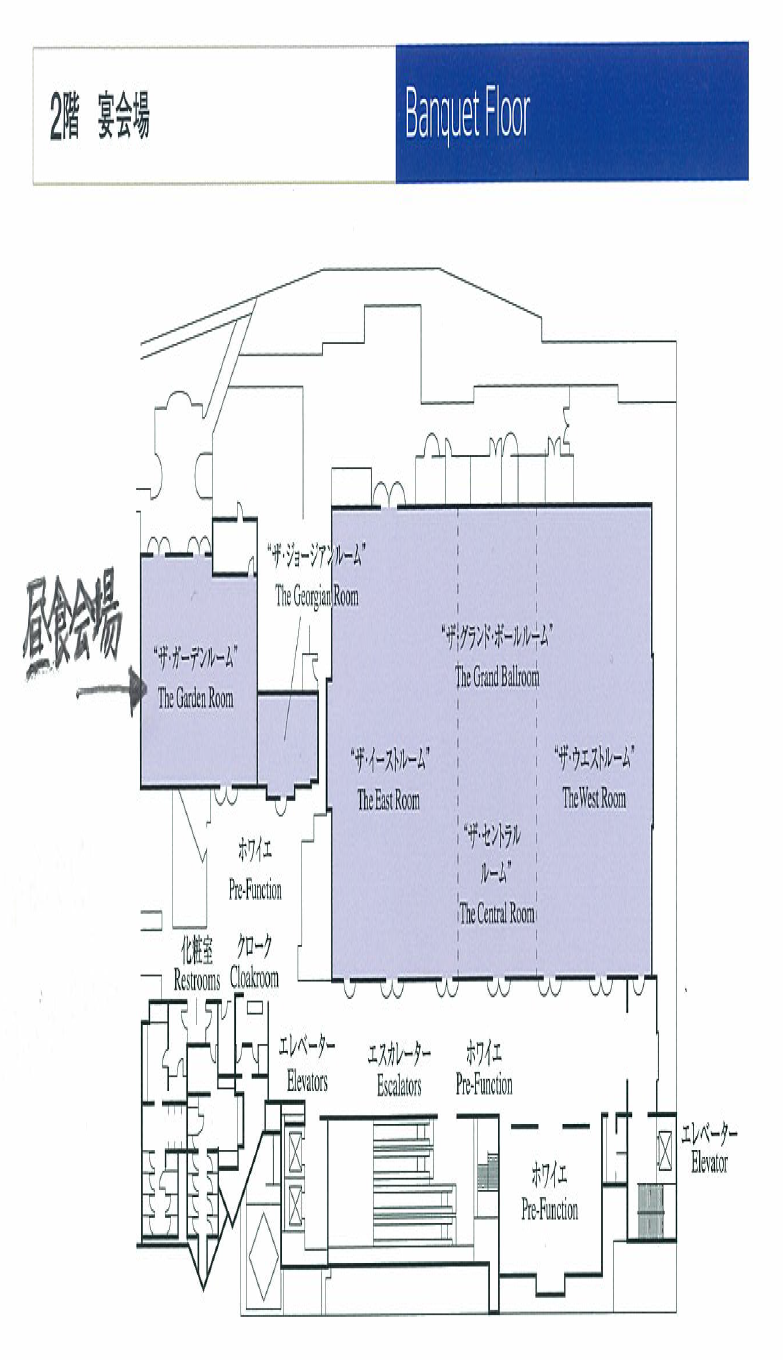 2階 宴会場
Banquet Floor
“ザ・ジョージアンルーム”
The Georgian Room
昼食会場
“ザ・ガーデンルーム”
The Garden Room
“ザ・グランド・ボールルーム”
The Grand Ballroom
“ザ・イーストルーム”
The East Room
“ザ・ウエストルーム”
The West Room
“ザ・セントラル
ルーム”
The Central Room
ホワイエ
Pre-Function
化粧室
Restrooms
クローク
Cloakroom
エレベーター
Elevators
エスカレーター
Escalators
ホワイエ
Pre-Function
エレベーター
Elevator
ホワイエ
Pre-Function